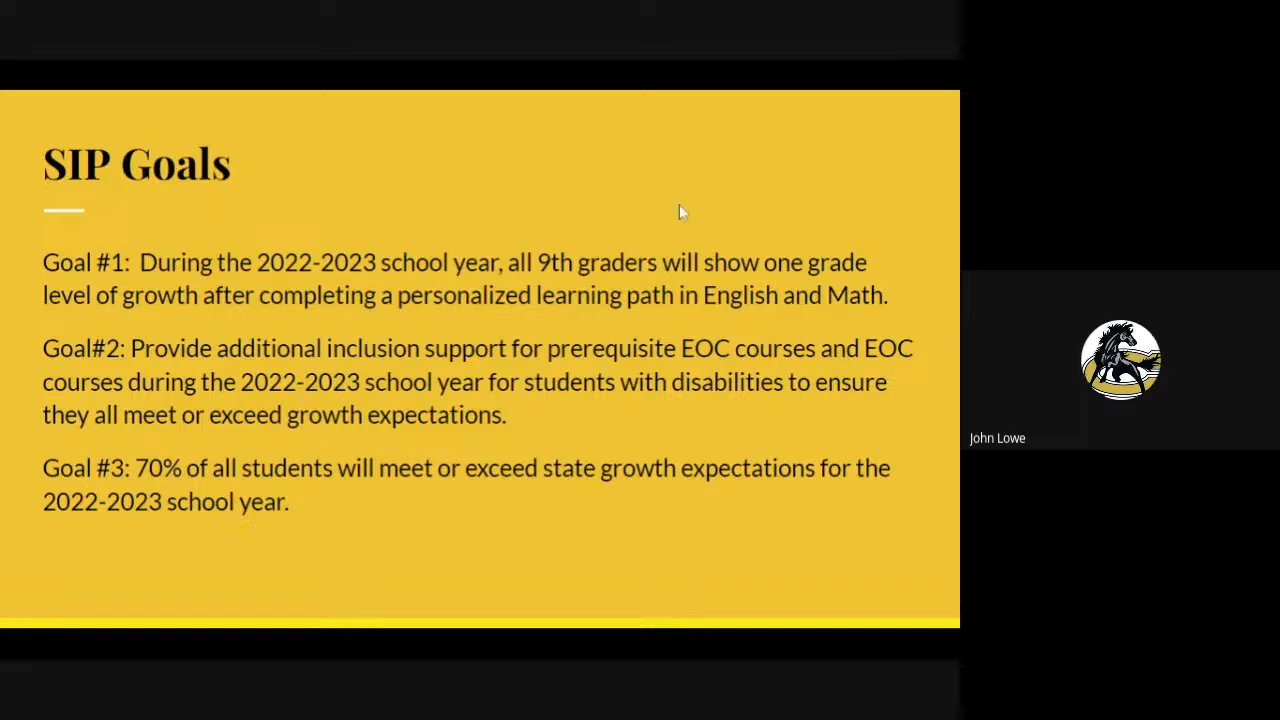 SIP Goals
Goal #1:  During the 2022-2023 school year, all 9th graders will show one grade
level of growth after completing a personalized learning path in English and Math.
Goal#2: Provide additional inclusion support for prerequisite EOC courses and EOC
courses during the 2022-2023 school year for students with disabilities to ensure
they all meet or exceed growth expectations.
Goal #3: 70% of all students will meet or exceed state growth expectations for the
2022-2023 school year.
John Lowe